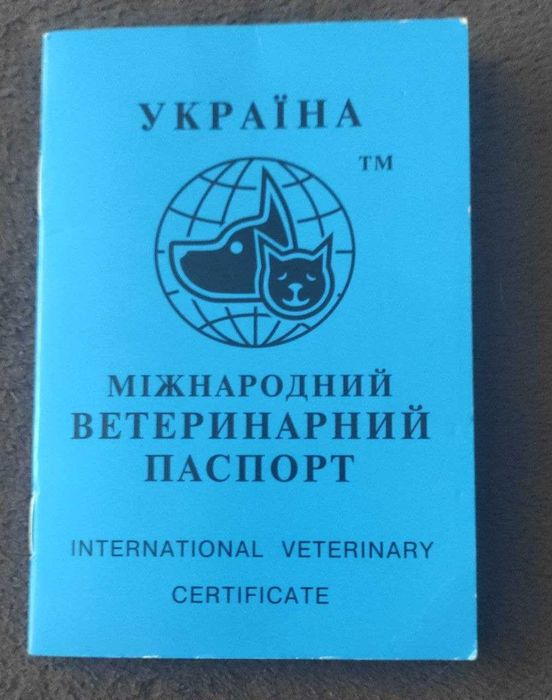 УКРАЇНА
TM
МІЖНАРОДНИЙ
ВЕТЕРИНАРНИЙ
ПАСПОРТ
INTERNATIONAL VETERINARY
CERTIFICATE